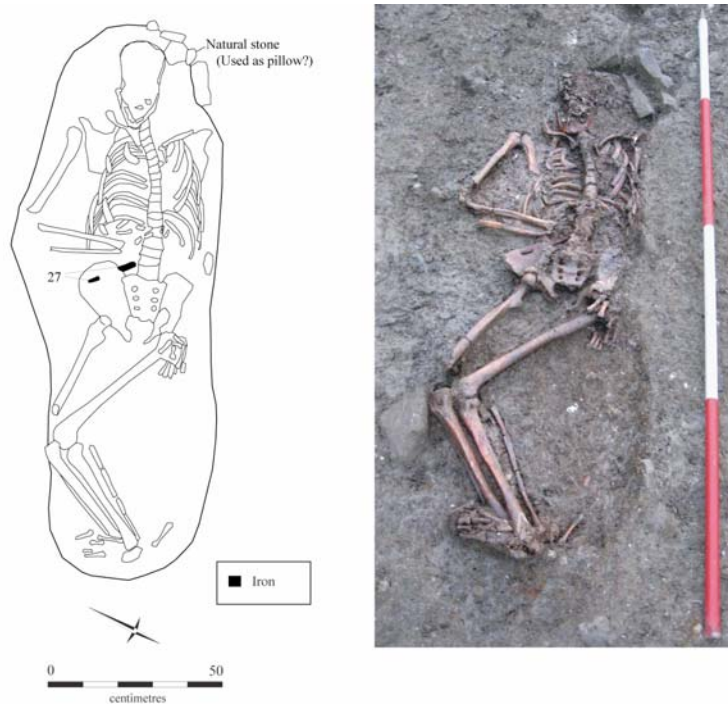 Natural stone
(Used as pillow?)
27
Iron
0 50
centimetres